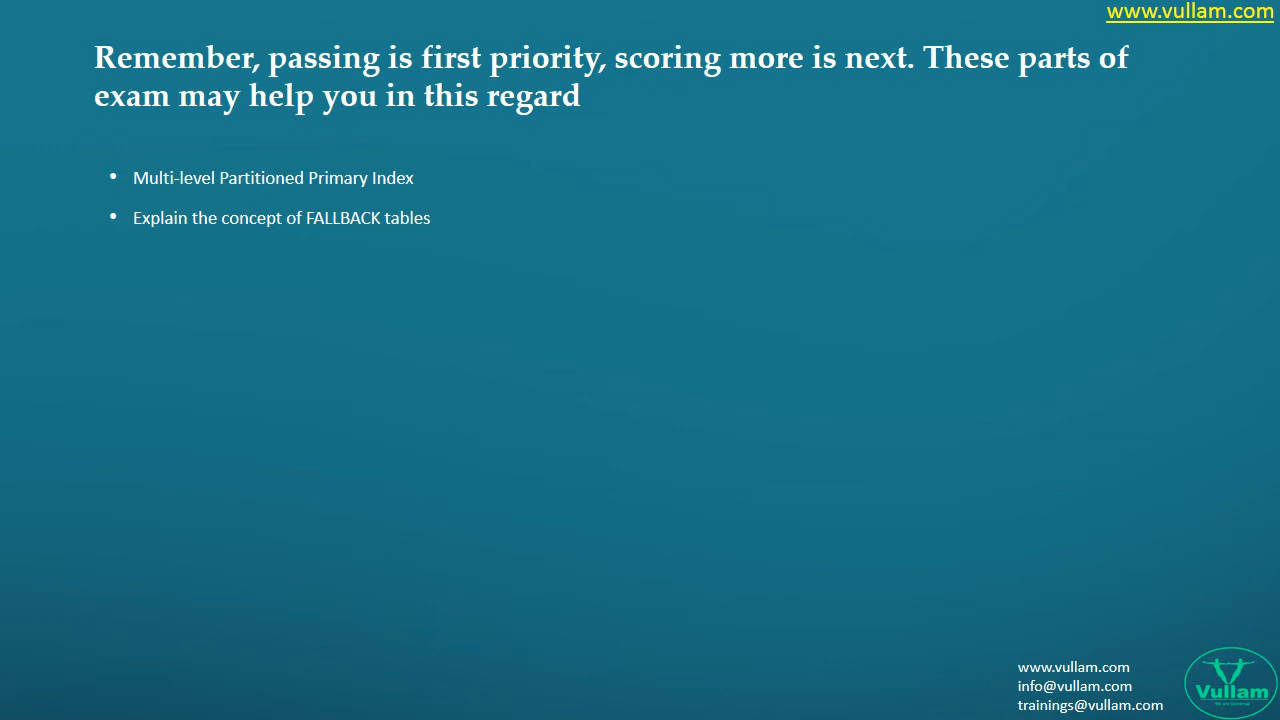 www.vullam.com
Remember, passing is first priority, scoring more is next. These parts of
exam may help you in this regard
• Multi-level Partitioned Primary Index
• Explain the concept of FALLBACK tables
www.vullam.com
info@vullam.com
trainings@vullam.com
Vullam